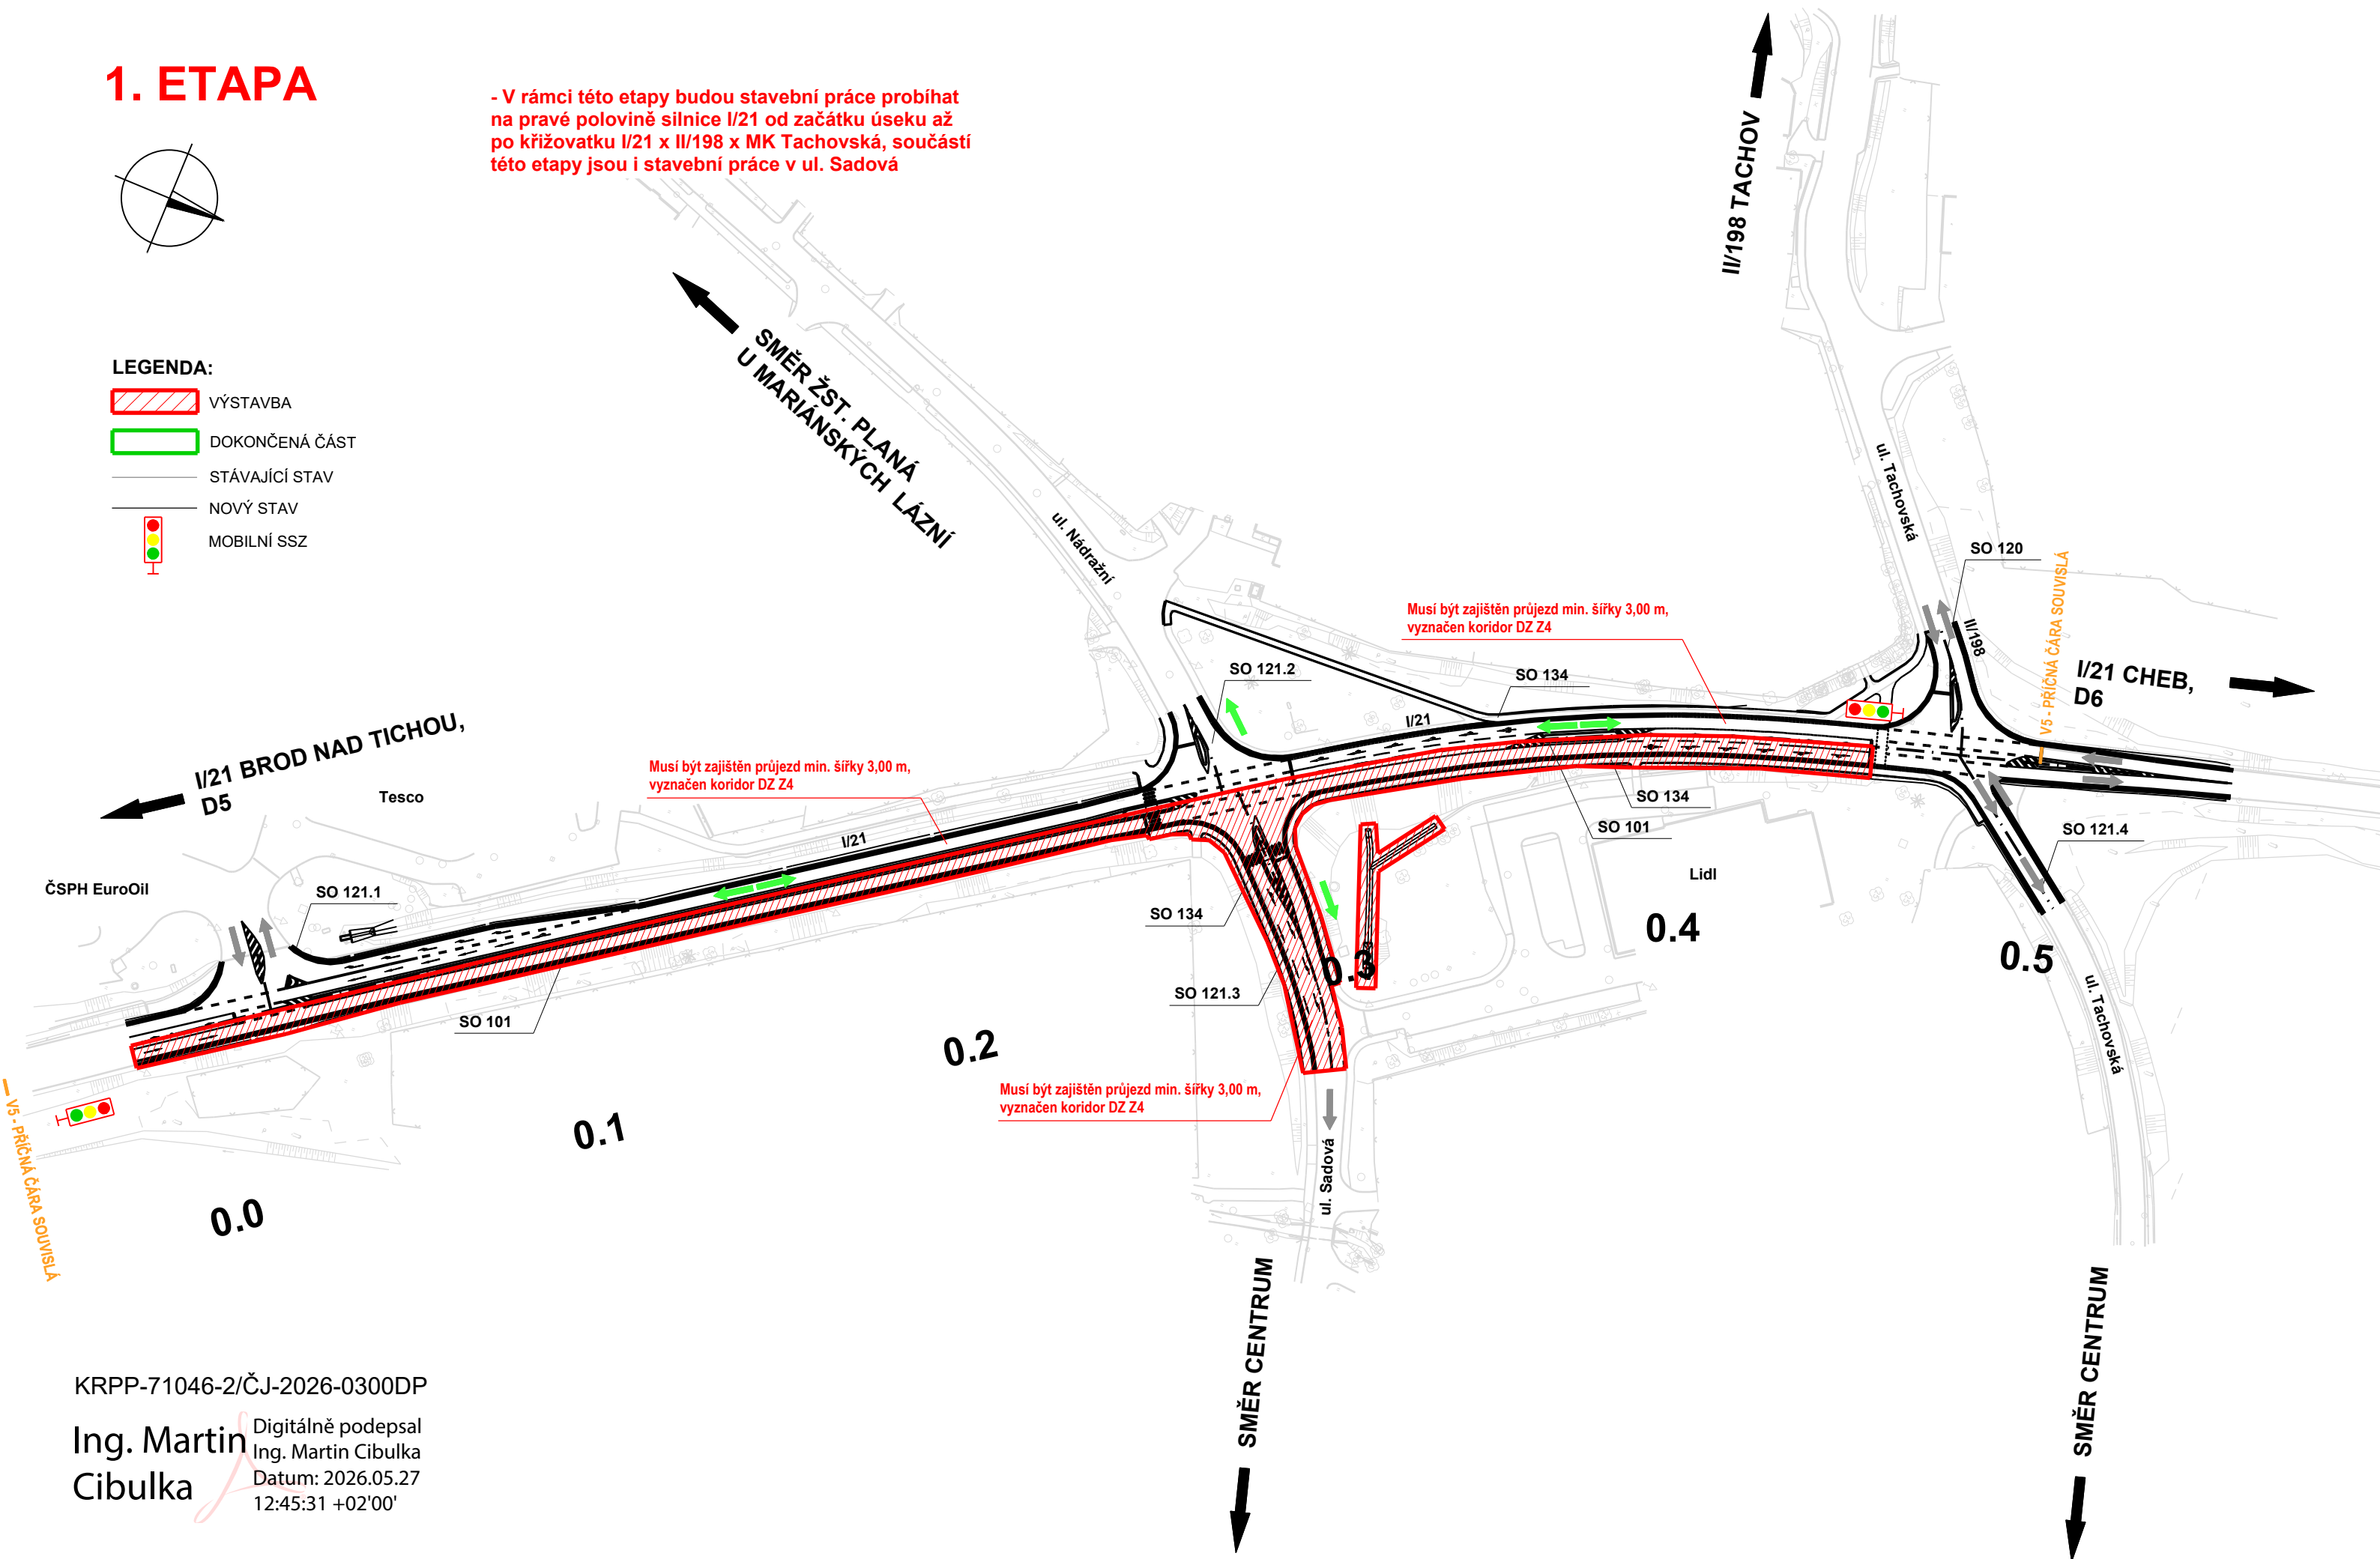 1. ETAPA
- V rámci této etapy budou stavební práce probíhat
na pravé polovině silnice I/21 od začátku úseku až
po křižovatku I/21 x II/198 x MK Tachovská, součástí
této etapy jsou i stavební práce v ul. Sadová
II/198 TACHOV
LEGENDA:
VÝSTAVBA
DOKONČENÁ ČÁST
STÁVAJÍCÍ STAV
NOVÝ STAV
MOBILNÍ SSZ
SMĚR ŽST. PLANÁ
U MARIÁNSKÝCH LÁZNÍ
ul. Nádražní
ul. Tachovská
SO 120
II/198
V5 - PŘÍČNÁ ČÁRA SOUVISLÁ
I/21 CHEB,
D6
Musí být zajištěn průjezd min. šířky 3,00 m,
vyznačen koridor DZ Z4
SO 121.2
SO 134
I/21
I/21 BROD NAD TICHOU,
D5
Tesco
Musí být zajištěn průjezd min. šířky 3,00 m,
vyznačen koridor DZ Z4
I/21
SO 134
SO 101
SO 121.4
ČSPH EuroOil
SO 121.1
Lidl
SO 134
0.4
0.3
0.5
SO 121.3
SO 101
ul. Tachovská
0.2
Musí být zajištěn průjezd min. šířky 3,00 m,
vyznačen koridor DZ Z4
0.1
V5 - PŘÍČNÁ ČÁRA SOUVISLÁ
0.0
ul. Sadová
SMĚR CENTRUM
SMĚR CENTRUM
KRPP-71046-2/ČJ-2026-0300DP
Ing. Martin
Cibulka
Digitálně podepsal
Ing. Martin Cibulka
Datum: 2026.05.27
12:45:31 +02'00'